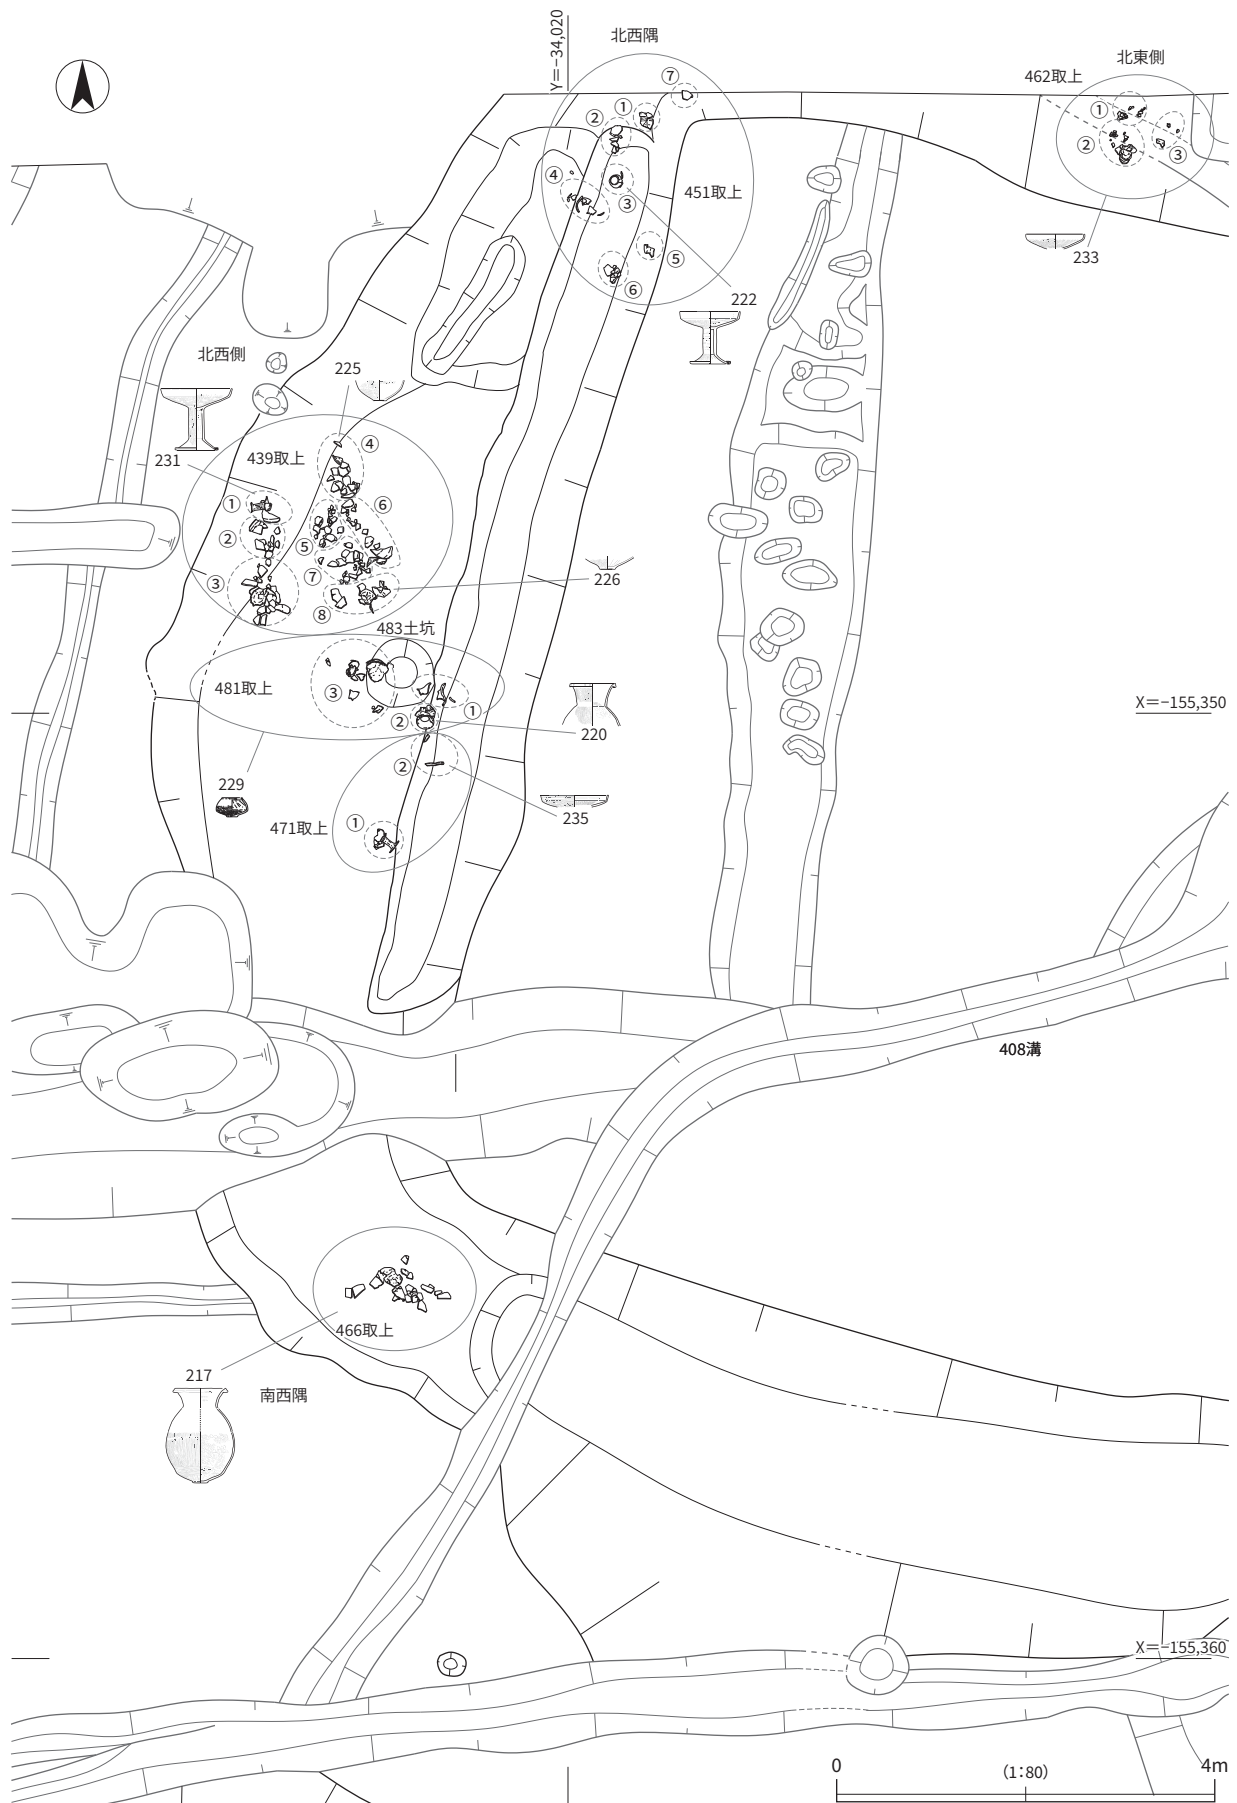 Y=−34,020
北西隅
北東側
462取上
⑦
①
②
④
③
⑤
⑥
451取上
222
①
②
③
233
北西側
225
231
439取上
①
②
③
④
⑤
⑥
⑦
⑧
226
483土坑
481取上
③
①
②
220
X=−155,350
229
②
235
471取上
①
408溝
466取上
217
南西隅
X=−155,360
0
(1:80)
4m